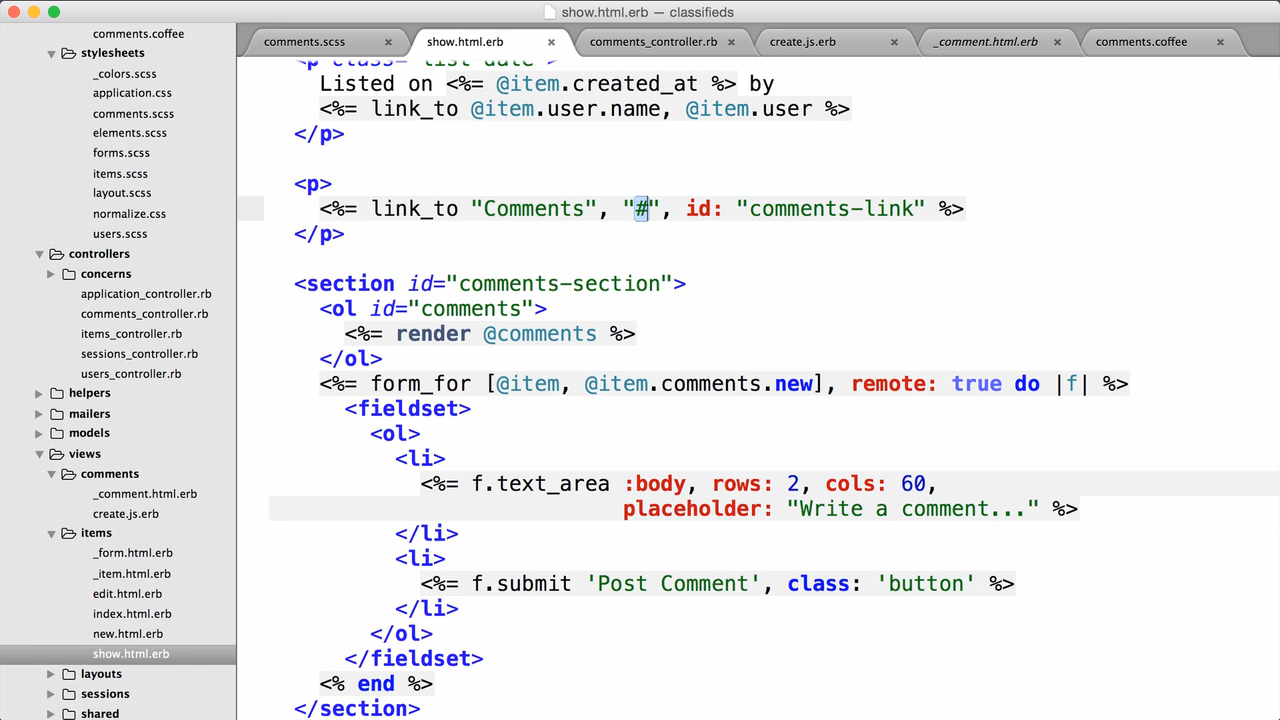 show.html.erb — classifieds
comments.scss ×
show.html.erb ×
comments_controller.rb ×
create.js.erb ×
_comment.html.erb ×
comments.coffee ×
comments.coffee
stylesheets
_colors.scss
application.css
comments.scss
elements.scss
forms.scss
items.scss
layout.scss
normalize.css
users.scss
controllers
concerns
application_controller.rb
comments_controller.rb
items_controller.rb
sessions_controller.rb
users_controller.rb
helpers
mailers
models
views
comments
_comment.html.erb
create.js.erb
items
_form.html.erb
_item.html.erb
edit.html.erb
index.html.erb
new.html.erb
show.html.erb
layouts
sessions
shared
<p class="list-date">
Listed on <%= @item.created_at %> by
<%= link_to @item.user.name, @item.user %>
</p>
<p>
<%= link_to "Comments", "#", id: "comments-link" %>
</p>
<section id="comments-section">
<ol id="comments">
<%= render @comments %>
</ol>
<%= form_for [@item, @item.comments.new], remote: true do |f| %>
<fieldset>
<ol>
<li>
<%= f.text_area :body, rows: 2, cols: 60,
placeholder: "Write a comment..." %>
</li>
<li>
<%= f.submit 'Post Comment', class: 'button' %>
</li>
</ol>
</fieldset>
<% end %>
</section>